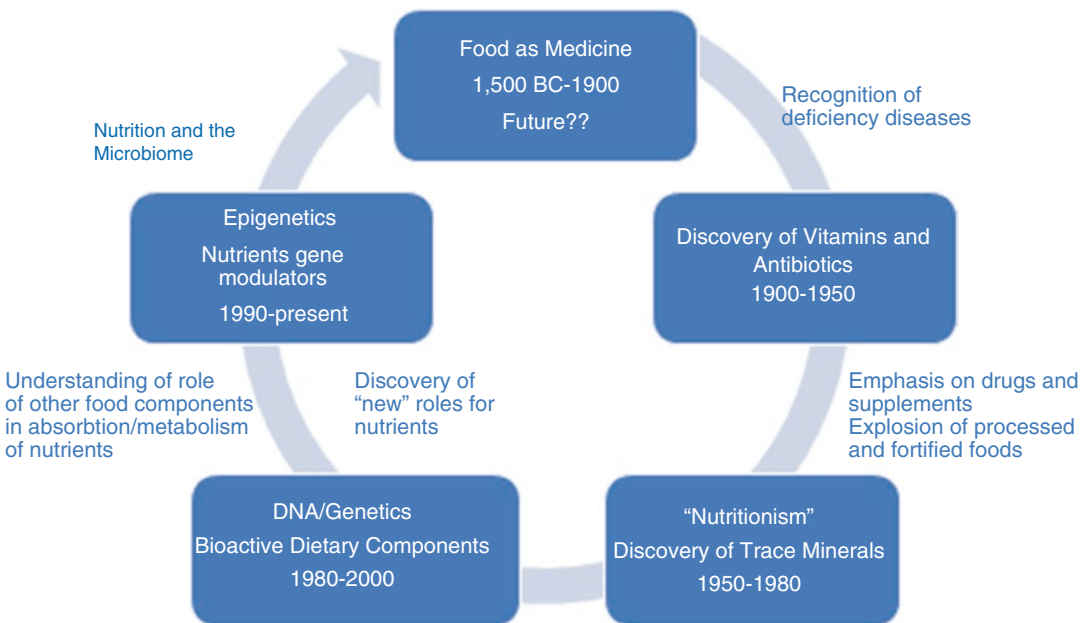 Food as Medicine
1,500 BC-1900
Future??
Recognition of
deficiency diseases
Discovery of Vitamins and
Antibiotics
1900-1950
Emphasis on drugs and
supplements
Explosion of processed
and fortified foods
“Nutritionism”
Discovery of Trace Minerals
1950-1980
DNA/Genetics
Bioactive Dietary Components
1980-2000
Discovery of
“new” roles for
nutrients
Understanding of role
of other food components
in absorbtion/metabolism
of nutrients
Epigenetics
Nutrients gene
modulators
1990-present
Nutrition and the
Microbiome